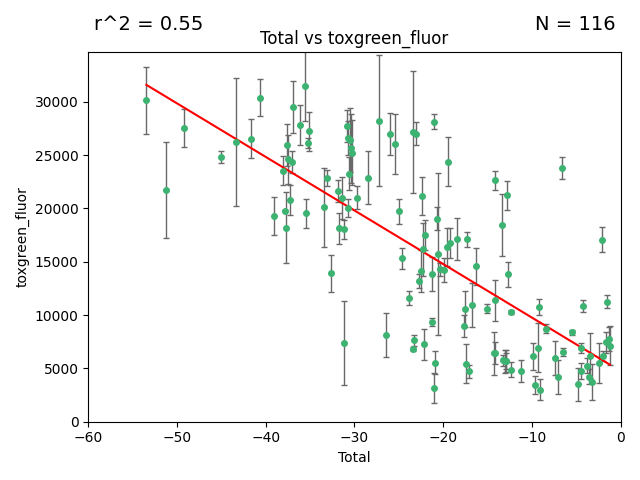 r^2 = 0.55
N = 116
Total vs toxgreen_fluor
30000
25000
20000
15000
10000
5000
0
toxgreen_fluor
−60
−50
−40
−30
−20
−10
0
Total